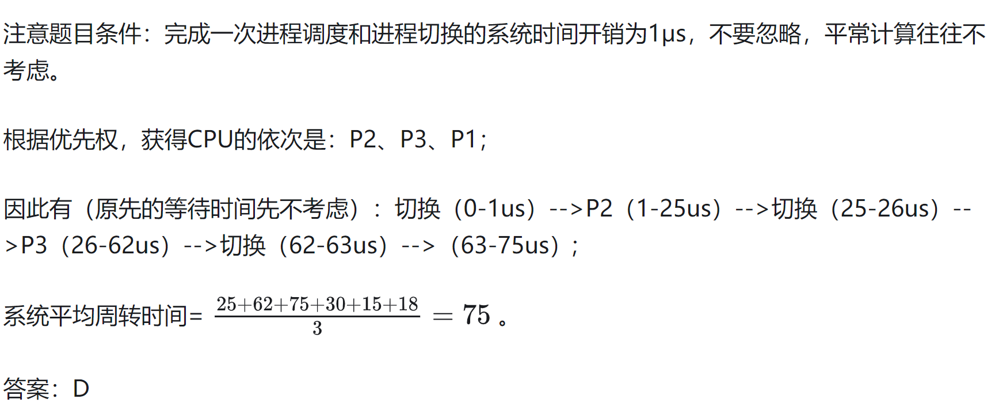 注意题目条件：完成一次进程调度和进程切换的系统时间开销为1μs，不要忽略，平常计算往往不
考虑。
根据优先权，获得CPU的依次是：P2、P3、P1；
因此有（原先的等待时间先不考虑）：切换（0-1us）-->P2（1-25us）-->切换（25-26us）--
>P3（26-62us）-->切换（62-63us）-->（63-75us）;
系统平均周转时间= \frac{25+62+75+30+15+18}{3} = 75 。
答案：D